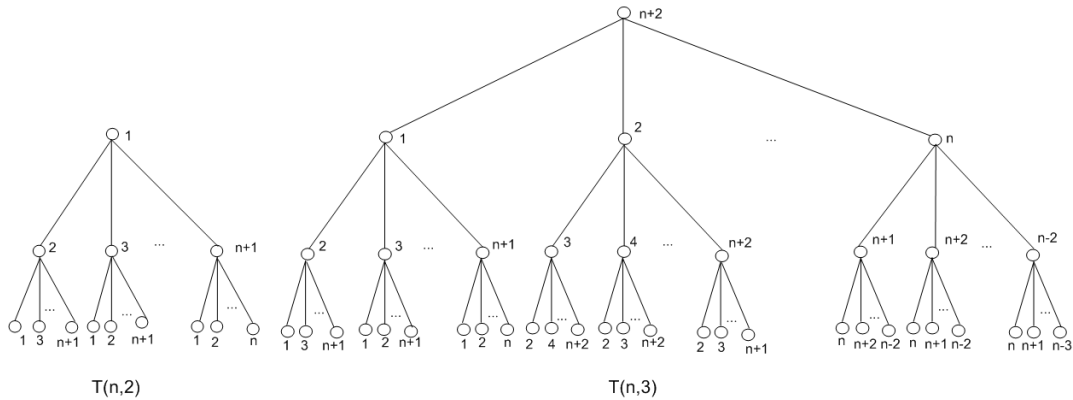 n+2
1 1 2 ... n
2 3 ... n+1 2 3 ... n+1 3 4 ... n+2 n+1 n+2 ... n-2
... ... ... ... ... ... ... ... ... ... ... ...
1 3 n+1 1 2 n+1 1 2 n 1 3 n+1 1 2 n+1 1 2 n 2 4 n+2 2 3 n+2 2 3 n+1 n n+2 n-2 n n+1 n-2 n n+1 n-3
T(n,2) T(n,3)